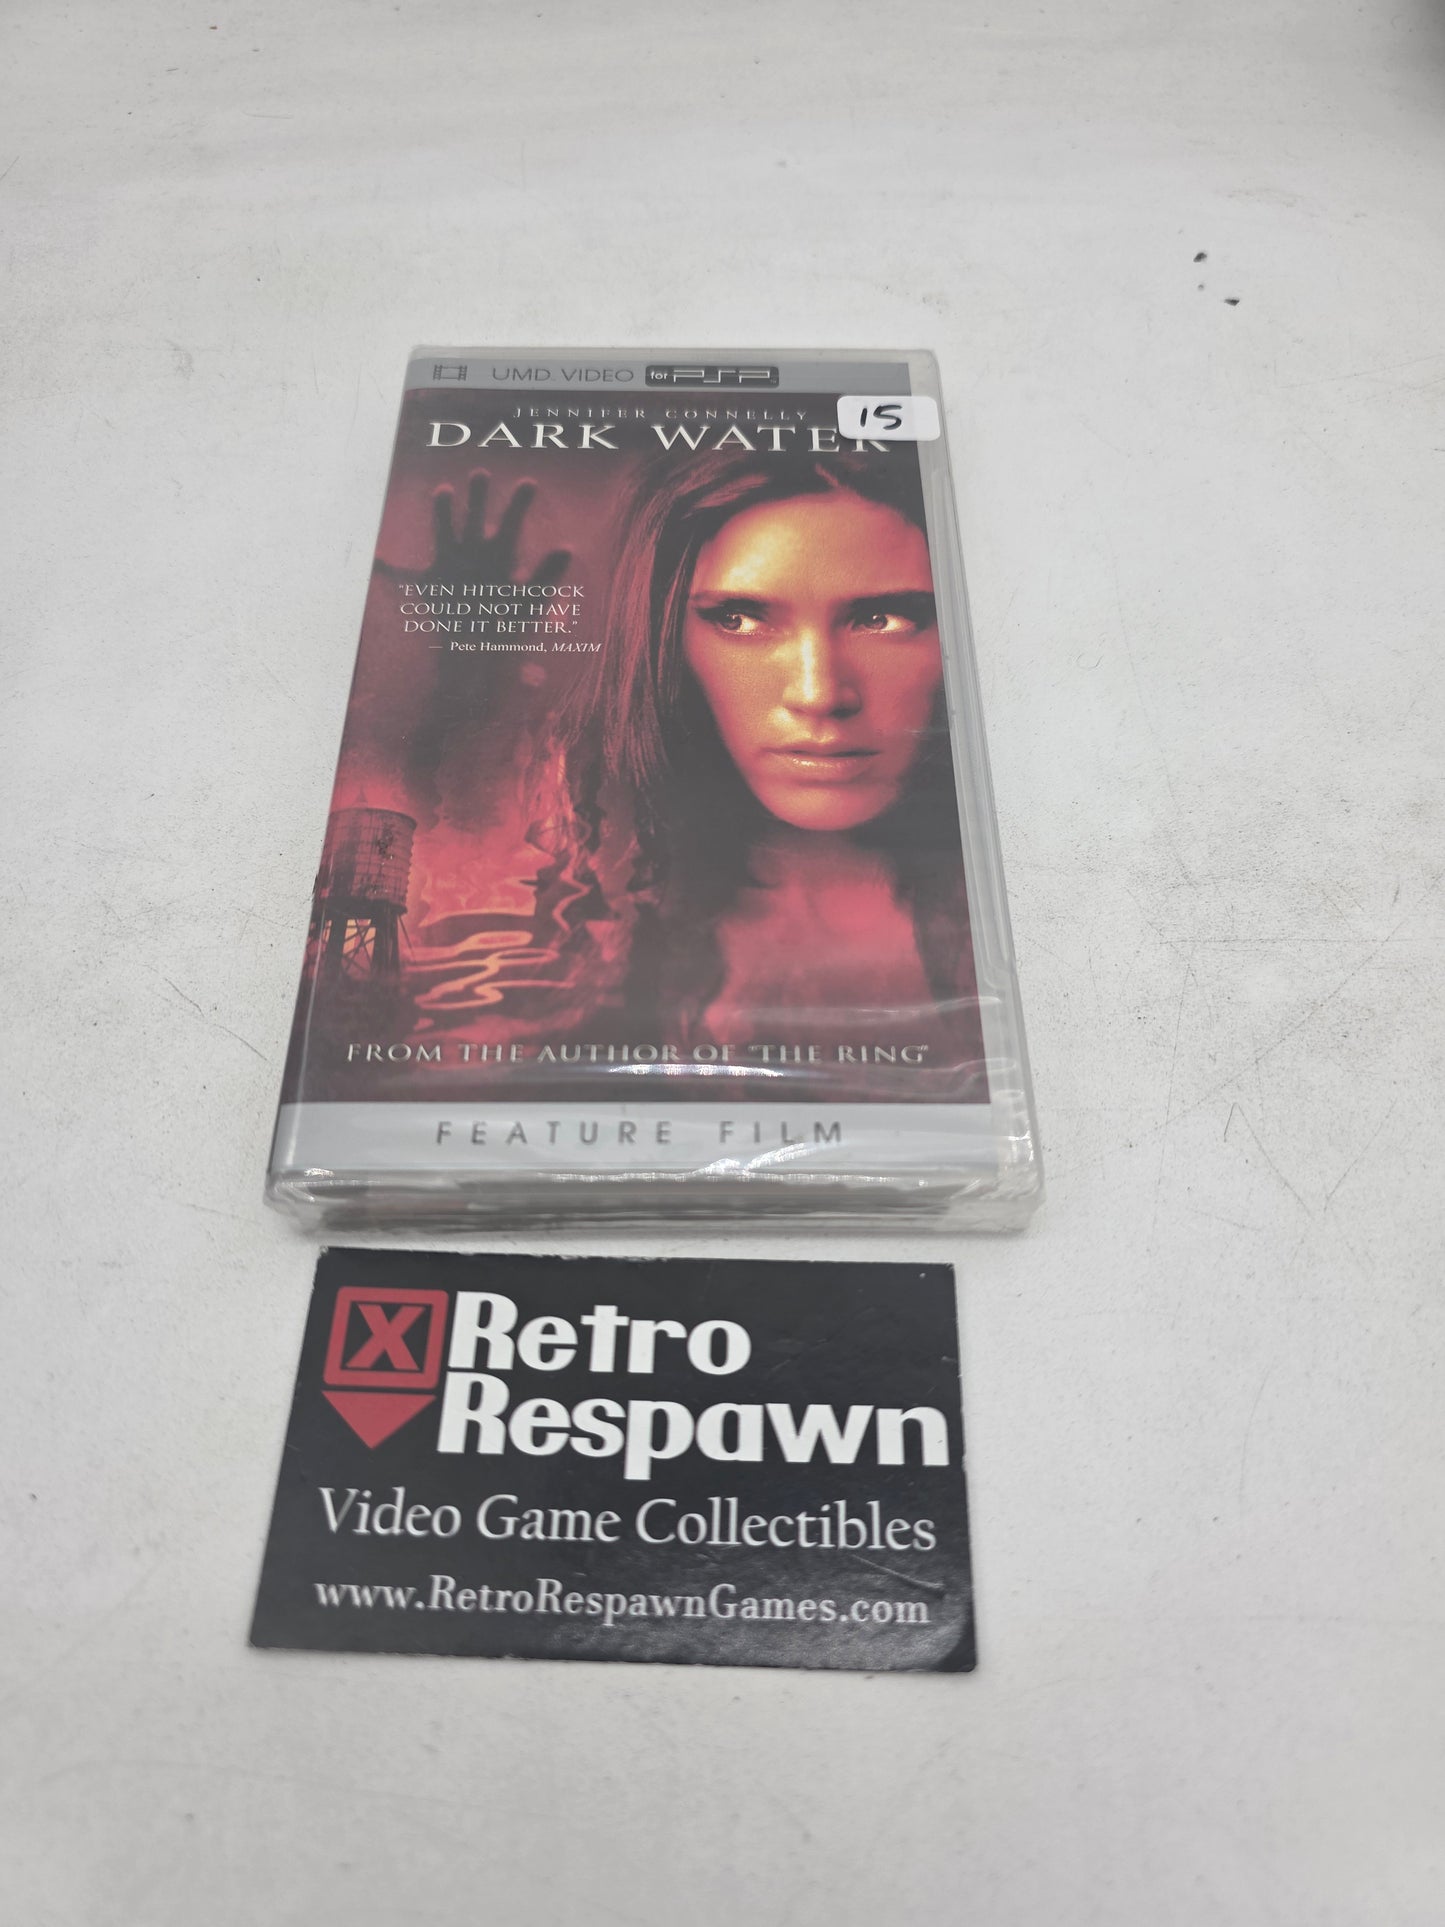 UMD VIDEO for PSP
JENNIFER CONNELLY
15
DARK WATER
"EVEN HITCHCOCK
COULD NOT HAVE
DONE IT BETTER."
— Pete Hammond, MAXIM
FROM THE AUTHOR OF "THE RING"
FEATURE FILM
X Retro
Respawn
Video Game Collectibles
www.RetroRespawnGames.com